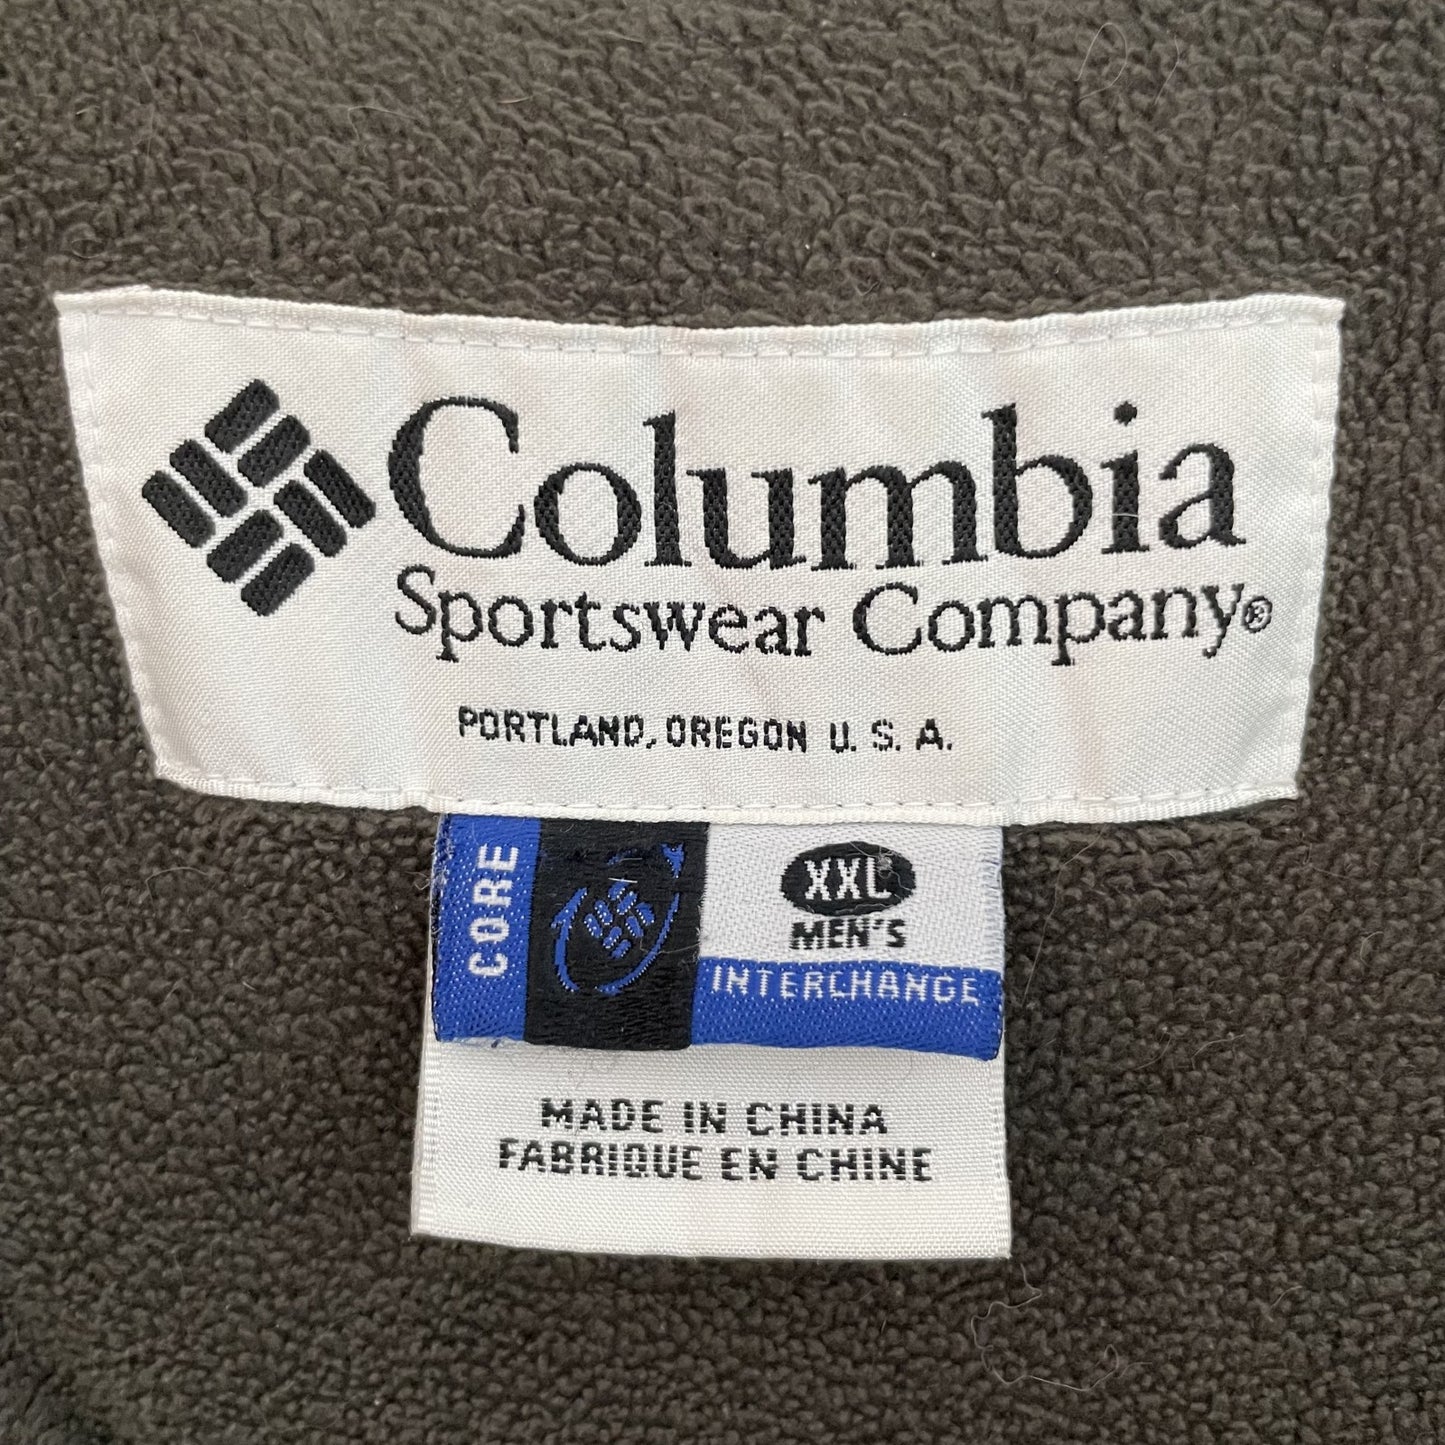 Columbia
Sportswear Company®
PORTLAND, OREGON U. S. A.
CORE
XXL
MEN'S
INTERCHANGE
MADE IN CHINA
FABRIQUE EN CHINE